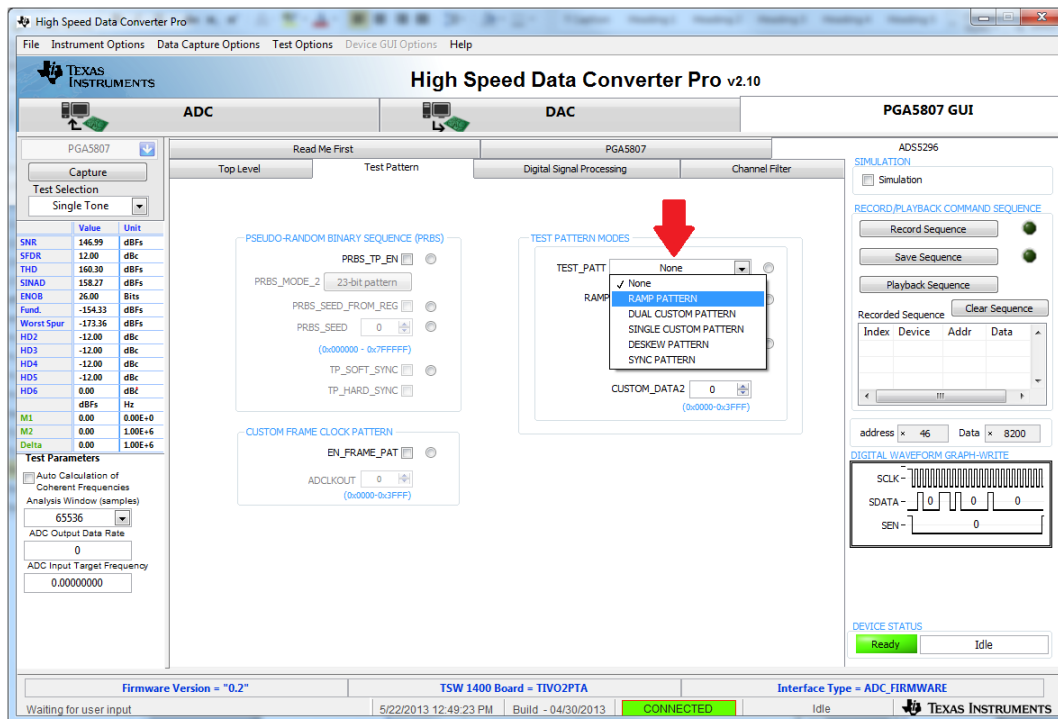 High Speed Data Converter Pro
File Instrument Options Data Capture Options Test Options Device GUI Options Help
TEXAS INSTRUMENTS
High Speed Data Converter Pro v2.10
ADC
DAC
PGA5807 GUI
PGA5807
Capture
Test Selection
Single Tone
Value Unit
SNR 146.99 dBFs
SFDR 12.00 dBc
THD 160.30 dBFs
SINAD 158.27 dBFs
ENOB 26.00 Bits
Fund. -154.33 dBFs
Worst Spur -173.36 dBFs
HD2 -12.00 dBc
HD3 -12.00 dBc
HD4 -12.00 dBc
HD5 -12.00 dBc
HD6 0.00 dBc
dBFs Hz
M1 0.00 0.00E+0
M2 0.00 1.00E+6
Delta 0.00 1.00E+6
Test Parameters
Auto Calculation of
Coherent Frequencies
Analysis Window (samples)
65536
ADC Output Data Rate
0
ADC Input Target Frequency
0.00000000
Read Me First
PGA5807
ADS5296
Top Level
Test Pattern
Digital Signal Processing
Channel Filter
PSEUDO-RANDOM BINARY SEQUENCE (PRBS)
PRBS_TP_EN
PRBS_MODE_2 23-bit pattern
PRBS_SEED_FROM_REG
PRBS_SEED 0
(0x000000 - 0x7FFFFF)
TP_SOFT_SYNC
TP_HARD_SYNC
CUSTOM FRAME CLOCK PATTERN
EN_FRAME_PAT
ADCLKOUT 0
(0x0000-0x3FFF)
TEST PATTERN MODES
TEST_PATT None
RAMP
✓ None
RAMP PATTERN
DUAL CUSTOM PATTERN
SINGLE CUSTOM PATTERN
DESKEW PATTERN
SYNC PATTERN
CUSTOM_DATA2 0
(0x0000-0x3FFF)
SIMULATION
Simulation
RECORD/PLAYBACK COMMAND SEQUENCE
Record Sequence
Save Sequence
Playback Sequence
Recorded Sequence
Clear Sequence
Index Device Addr Data
address × 46 Data × 8200
DIGITAL WAVEFORM GRAPH-WRITE
SCLK
SDATA 0 0 0
SEN 0
DEVICE STATUS
Ready Idle
Firmware Version = "0.2"
TSW 1400 Board = TIVO2PTA
Interface Type = ADC_FIRMWARE
Waiting for user input
5/22/2013 12:49:23 PM
Build - 04/30/2013
CONNECTED
Idle
TEXAS INSTRUMENTS